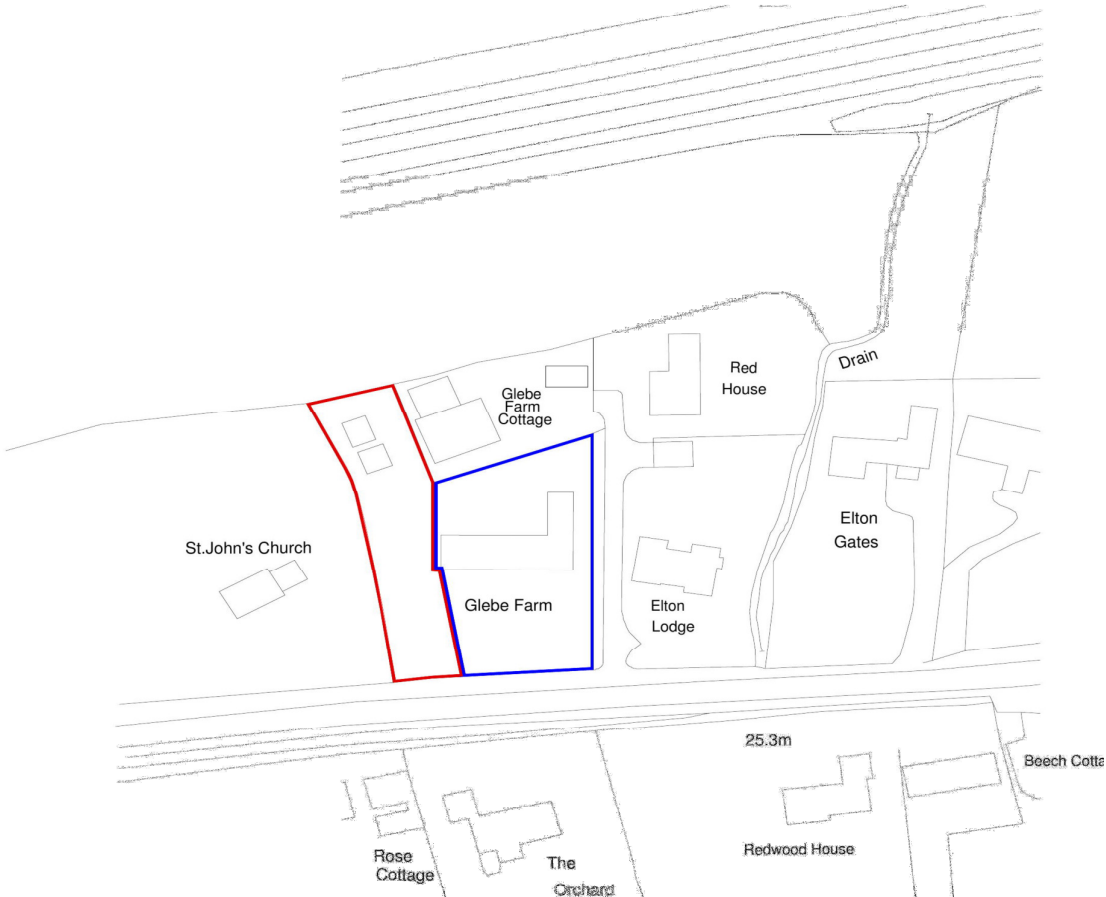 Drain
Red
House
Glebe
Farm
Cottage
Elton
Gates
St.John's Church
Glebe Farm
Elton
Lodge
25.3m
Beech Cotta
Redwood House
Rose
Cottage
The
Orchard